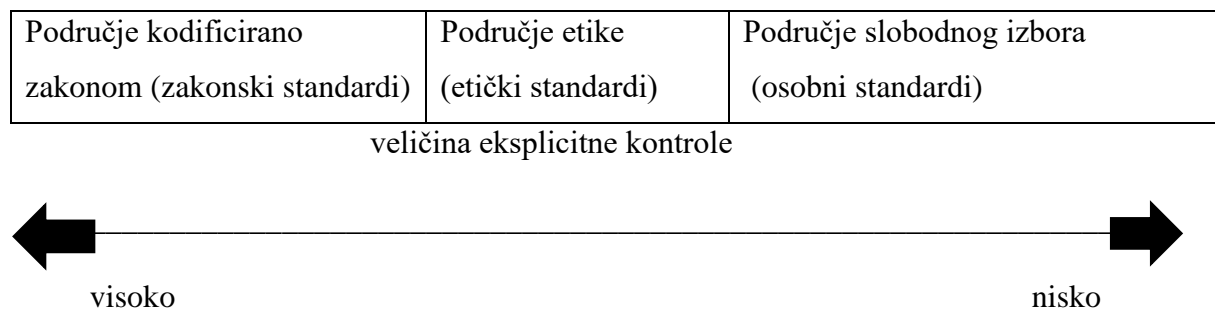 Područje kodificirano
zakonom (zakonski standardi)
Područje etike
(etički standardi)
Područje slobodnog izbora
(osobni standardi)
veličina eksplicitne kontrole
visoko
nisko